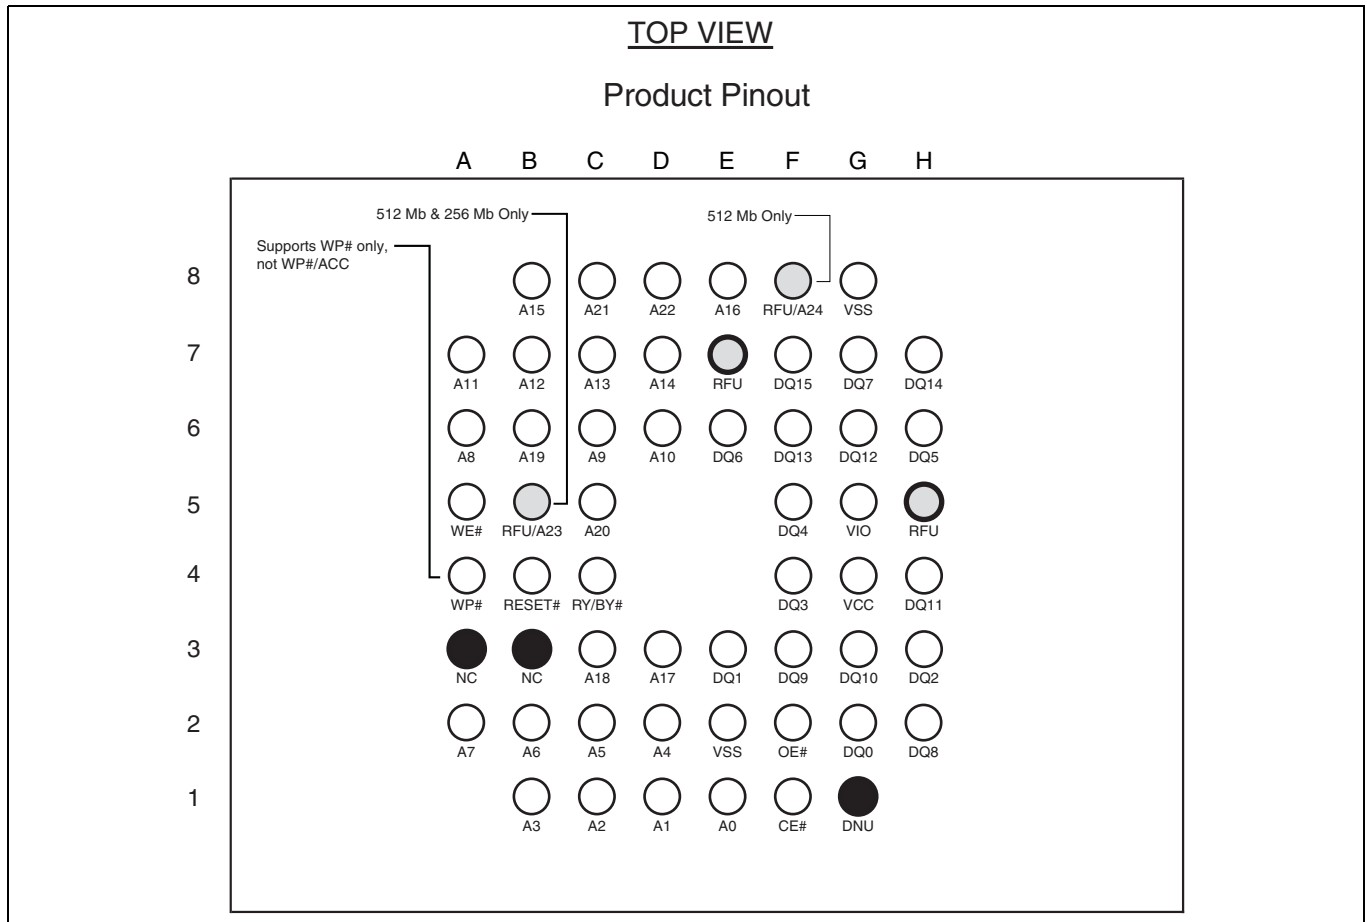 TOP VIEW
Product Pinout
A B C D E F G H
512 Mb & 256 Mb Only
512 Mb Only
Supports WP# only,
not WP#/ACC
8
A15 A21 A22 A16 RFU/A24 VSS
7
A11 A12 A13 A14 RFU DQ15 DQ7 DQ14
6
A8 A19 A9 A10 DQ6 DQ13 DQ12 DQ5
5
WE# RFU/A23 A20 DQ4 VIO RFU
4
WP# RESET# RY/BY# DQ3 VCC DQ11
3
NC NC A18 A17 DQ1 DQ9 DQ10 DQ2
2
A7 A6 A5 A4 VSS OE# DQ0 DQ8
1
A3 A2 A1 A0 CE# DNU